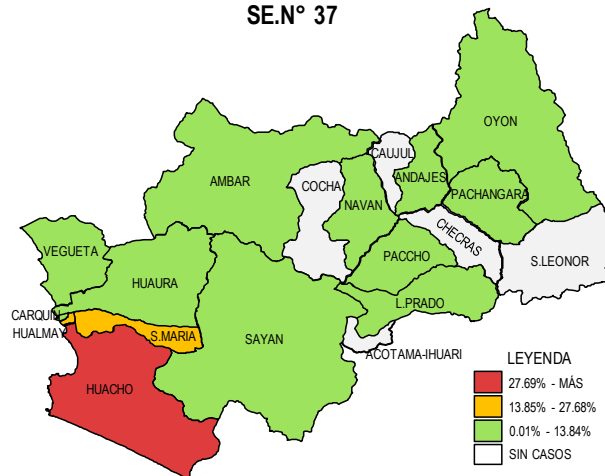 SE.N° 37
OYON
CAUJUL
ANDAJES
AMBAR
COCHA
NAVAN
PACHANGARA
CHECRAS
VEGUETA
PACCHO
S.LEONOR
HUAURA
L.PRADO
CARQUIN
HUALMAY
S.MARIA
SAYAN
ACOTAMA-IHUARI
HUACHO
LEYENDA
27.69% - MÁS
13.85% - 27.68%
0.01% - 13.84%
SIN CASOS